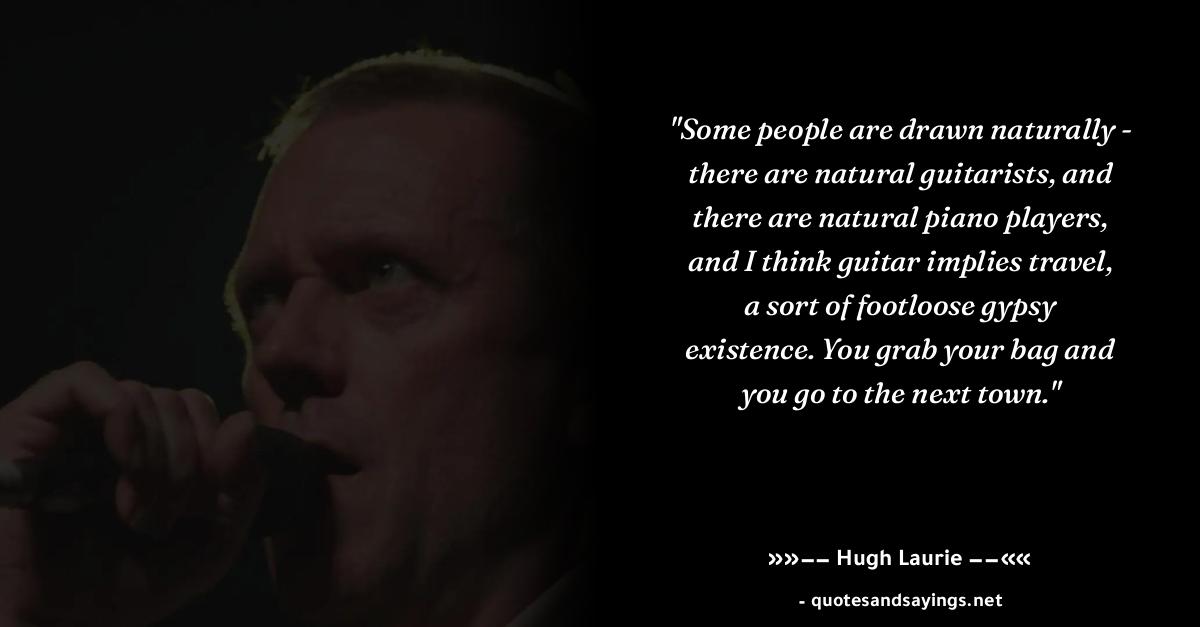 "Some people are drawn naturally -
there are natural guitarists, and
there are natural piano players,
and I think guitar implies travel,
a sort of footloose gypsy
existence. You grab your bag and
you go to the next town."
»»–– Hugh Laurie ––««
- quotesandsayings.net